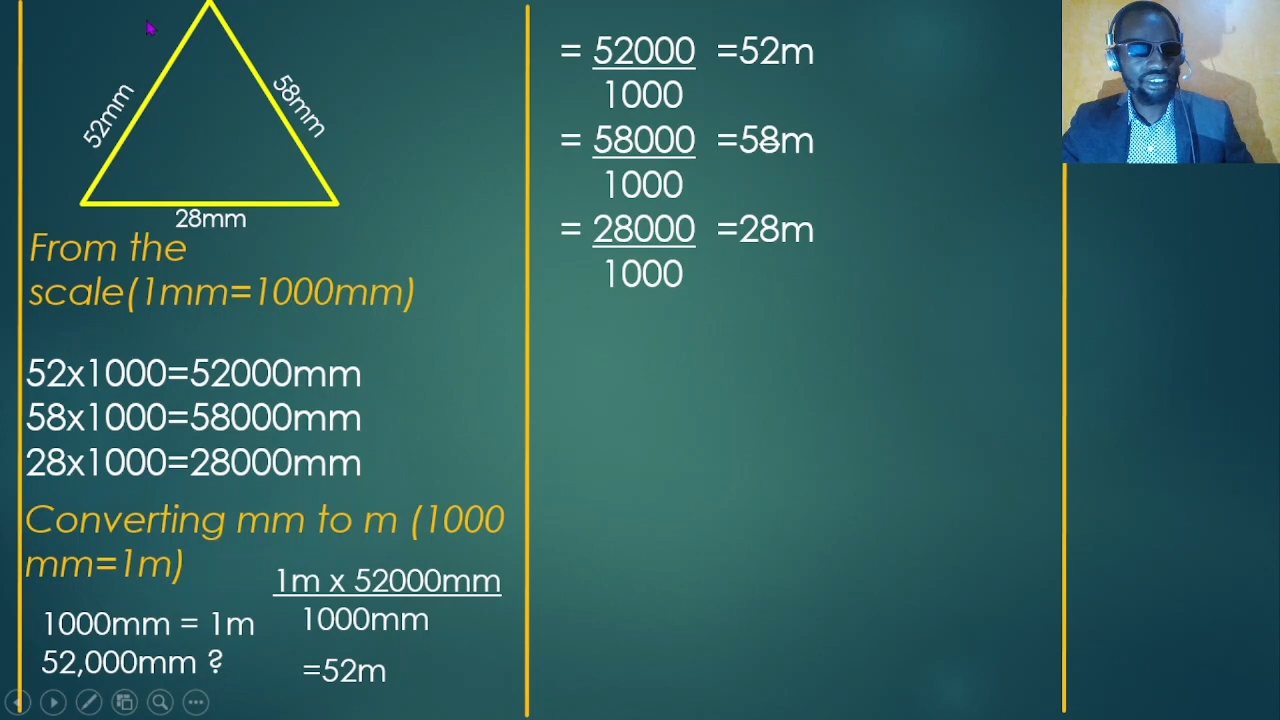 52mm
58mm
28mm
From the
scale(1mm=1000mm)
52x1000=52000mm
58x1000=58000mm
28x1000=28000mm
Converting mm to m (1000
mm=1m)
1000mm = 1m
52,000mm ?
1m x 52000mm
1000mm
=52m
= 52000 =52m
1000
= 58000 =58m
1000
= 28000 =28m
1000